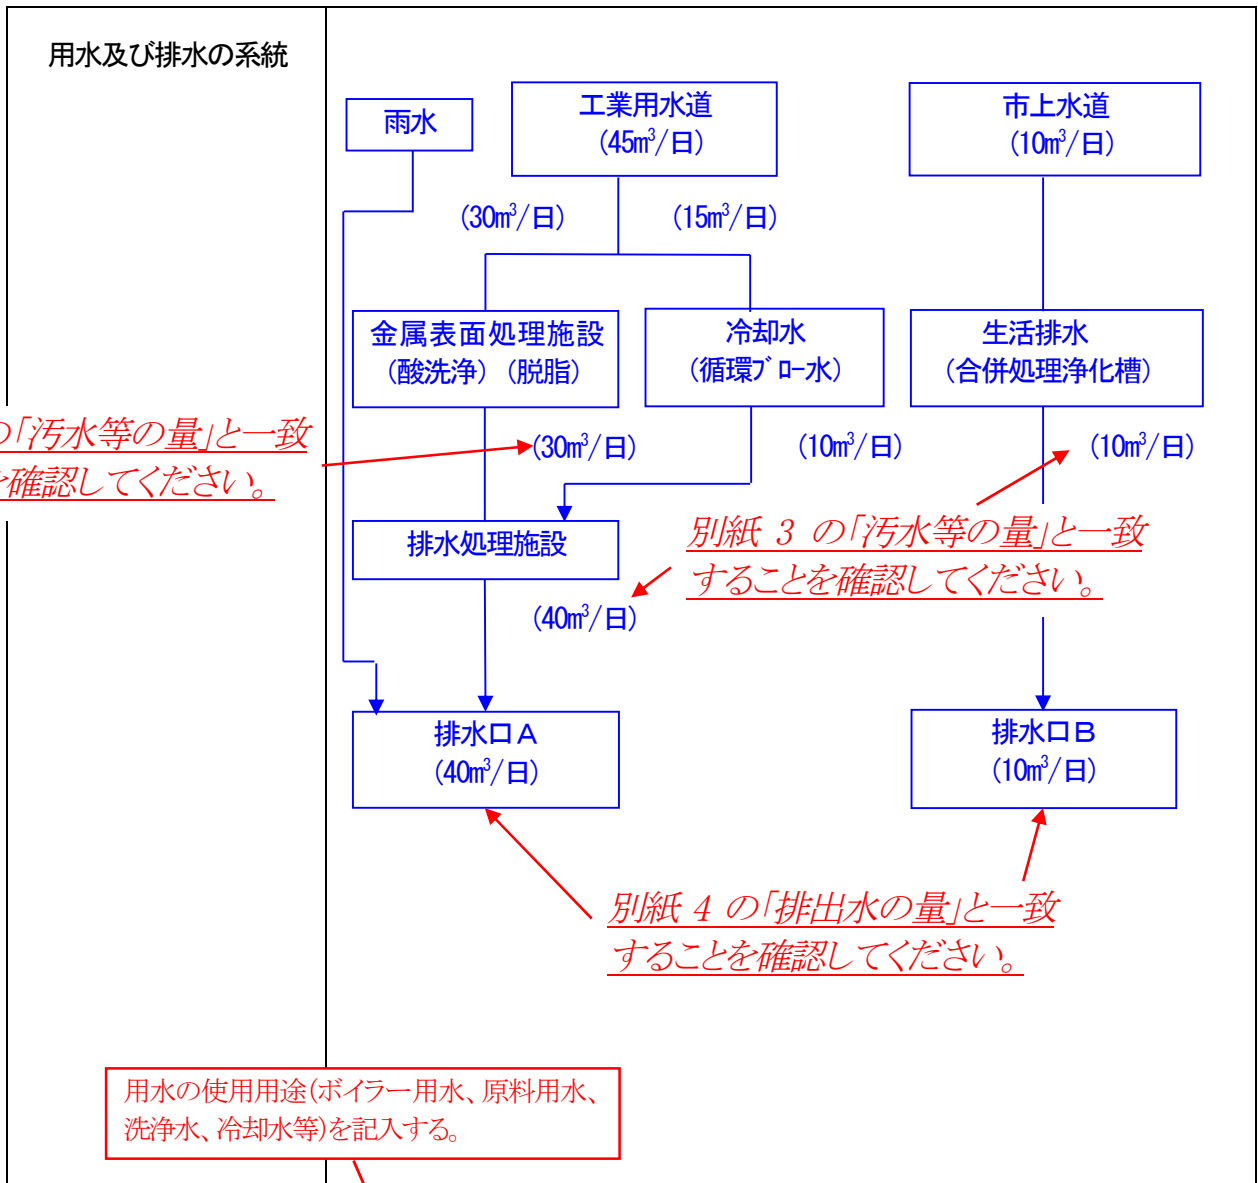 用水及び排水の系統
雨水
工業用水道
(45m³/日)
市上水道
(10m³/日)
(30m³/日)
(15m³/日)
金属表面処理施設
(酸洗浄)(脱脂)
冷却水
(循環ブロー水)
生活排水
(合併処理浄化槽)
の「汚水等の量」と一致
を確認してください。
(30m³/日)
(10m³/日)
(10m³/日)
排水処理施設
別紙 3 の「汚水等の量」と一致
することを確認してください。
(40m³/日)
排水口A
(40m³/日)
排水口B
(10m³/日)
別紙 4 の「排出水の量」と一致
することを確認してください。
用水の使用用途(ボイラー用水、原料用水、
洗浄水、冷却水等)を記入する。